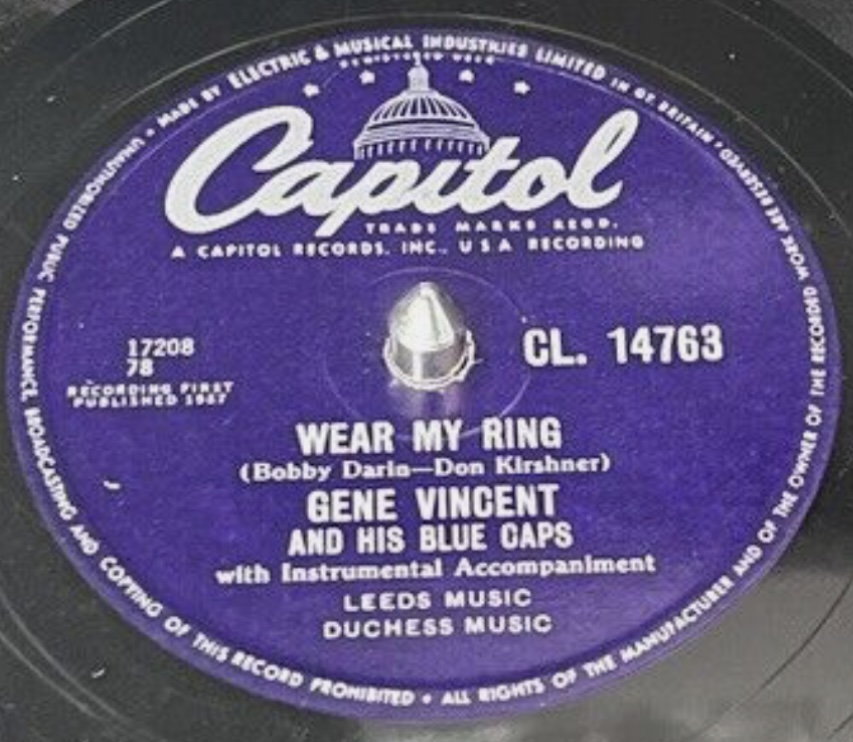 MADE BY ELECTRIC & MUSICAL INDUSTRIES LIMITED IN GT. BRITAIN • ALL RIGHTS OF THE MANUFACTURER AND OF THE OWNER OF THE RECORDED WORK ARE RESERVED
REGISTERED USER
Capitol
TRADE MARKS REGD.
A CAPITOL RECORDS, INC., U S A RECORDING
17208
78
RECORDING FIRST
PUBLISHED 1957
CL. 14763
WEAR MY RING
(Bobby Darin—Don Kirshner)
GENE VINCENT
AND HIS BLUE CAPS
with Instrumental Accompaniment
LEEDS MUSIC
DUCHESS MUSIC
UNAUTHORIZED PUBLIC PERFORMANCE, BROADCASTING AND COPYING OF THIS RECORD PROHIBITED •